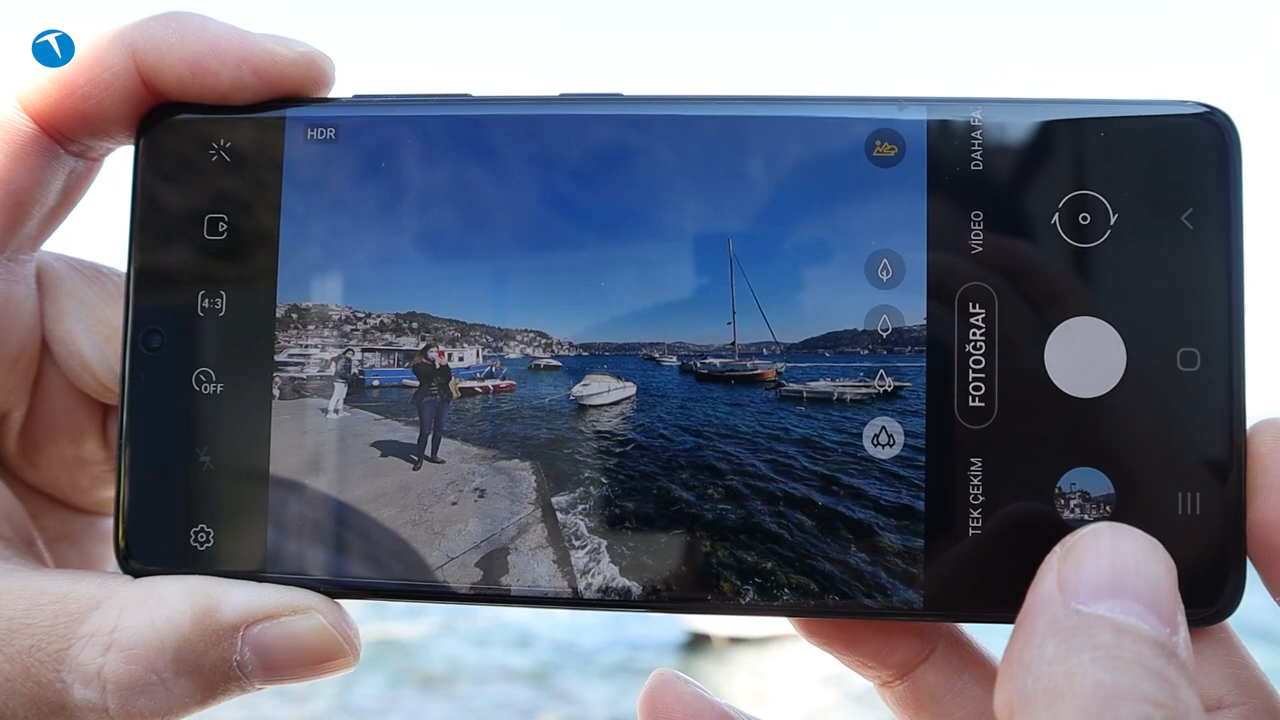 HDR
4:3
OFF
DAHA FA
VİDEO
FOTOĞRAF
TEK ÇEKİM